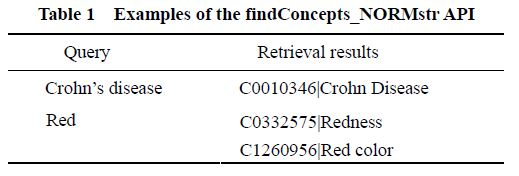 Table 1 Examples of the findConcepts_NORMstr API
Query Retrieval results
Crohn's disease C0010346|Crohn Disease
Red C0332575|Redness
C1260956|Red color